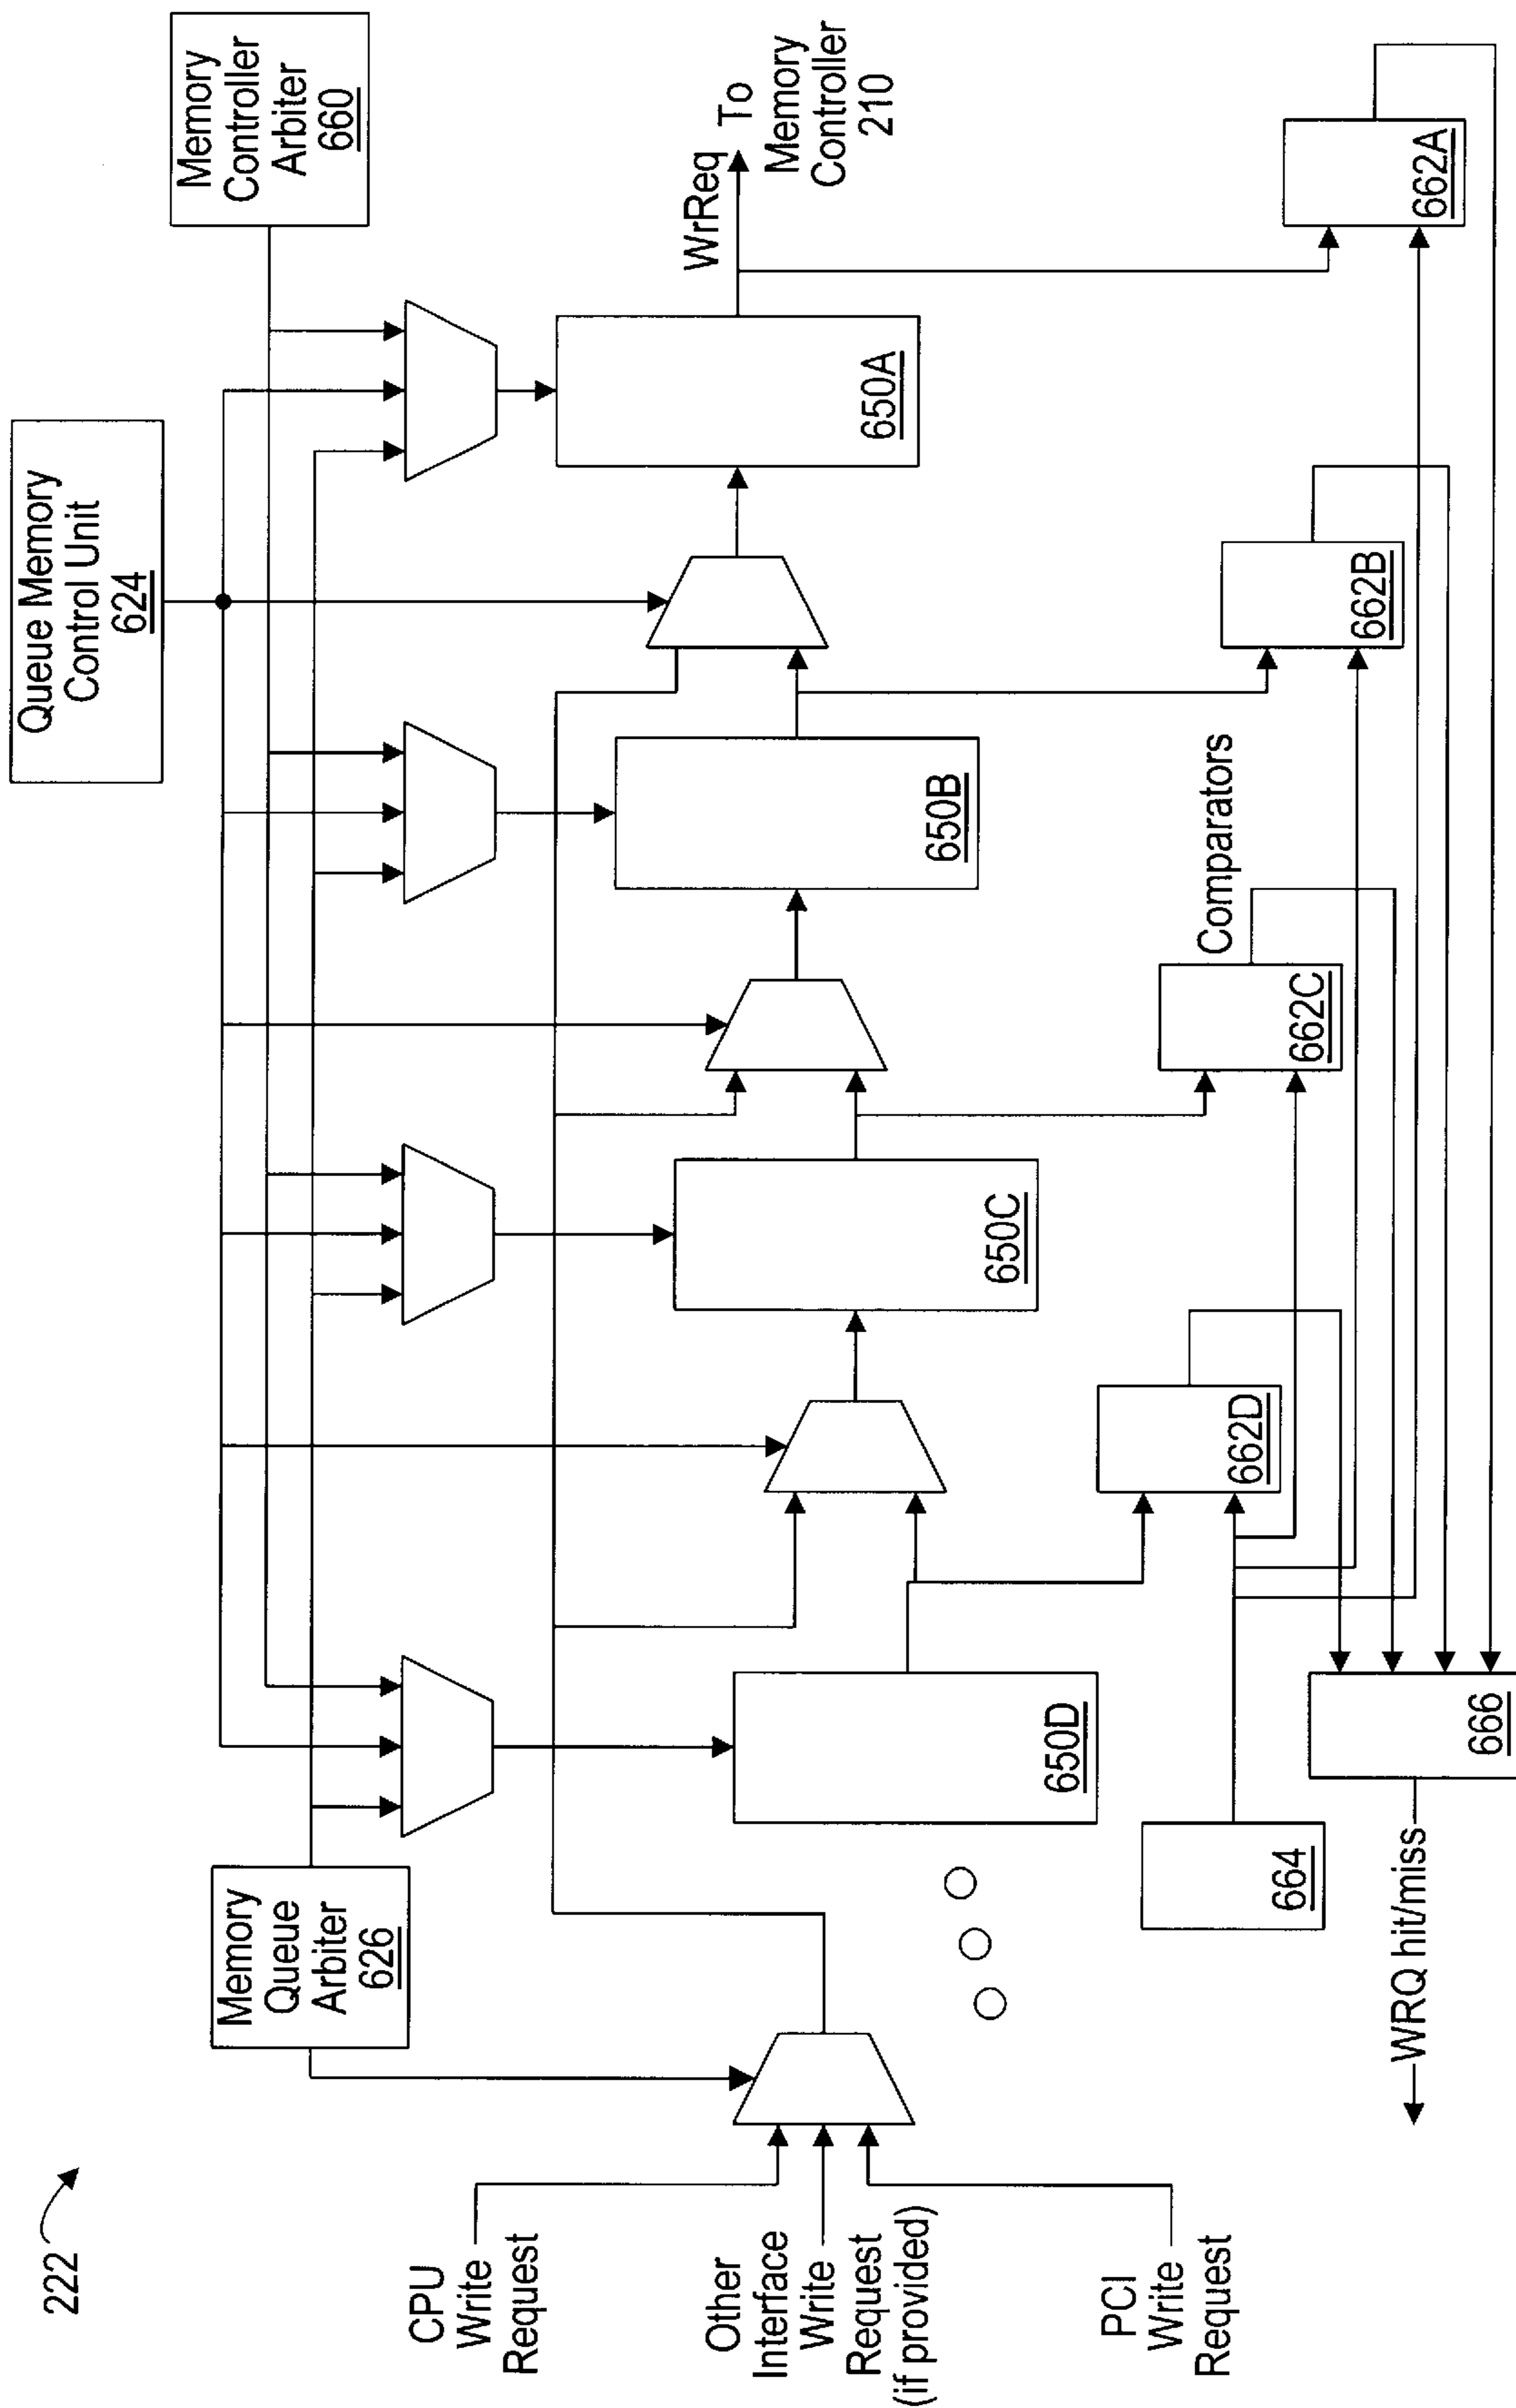 222
CPU
Write
Request
Other
Interface
Write
Request
(if provided)
PCI
Write
Request
Memory
Queue
Arbiter
626
Queue Memory
Control Unit
624
Memory
Controller
Arbiter
660
650D
650C
650B
650A
WrReq
To
Memory
Controller
210
664
662D
662C
Comparators
662B
662A
666
WRQ hit/miss